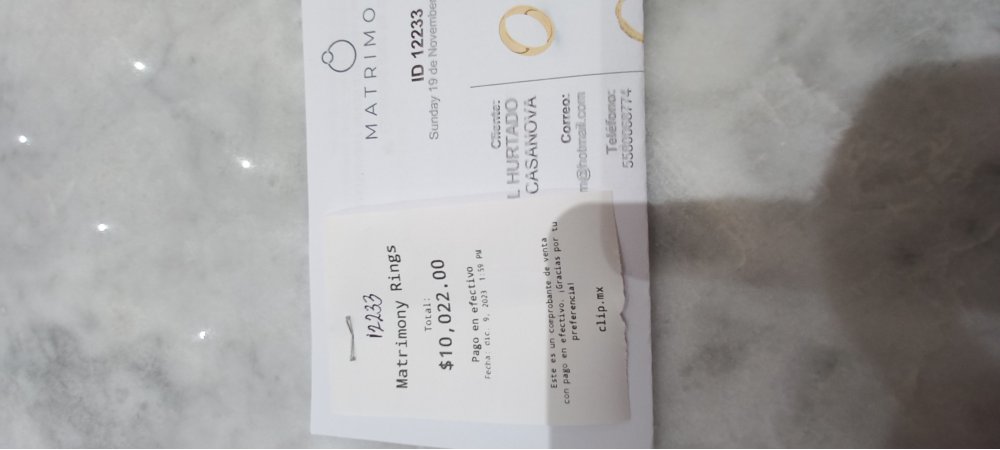 MATRIMO
ID 12233
Sunday 19 de November
Cliente:
L HURTADO
CASANOVA
Correo:
m@hotmail.com
Teléfono:
12233
Matrimony Rings
Total:
$10,022.00
Pago en efectivo
Fecha: dic. 9, 2023 1:59 PM
Este es un comprobante de venta
con pago en efectivo. ¡Gracias por tu
preferencia!
clip.mx